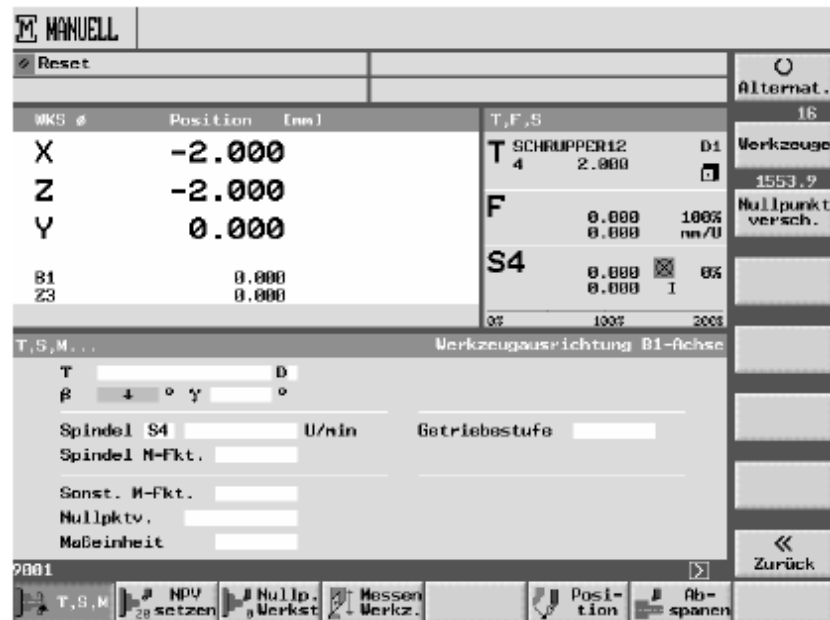 MANUELL
Reset
WKS ø Position [mm]
X -2.000
Z -2.000
Y 0.000
B1 0.000
Z3 0.000
T,F,S
T SCHRUPPER12 D1
4 2.000
F 0.000 100%
0.000 mm/U
S4 0.000 0%
0.000 I
0% 100% 200%
T,S,M... Werkzeugausrichtung B1-Achse
T D
β ↓ ° γ °
Spindel S4 U/min Getriebestufe
Spindel M-Fkt.
Sonst. M-Fkt.
Nullpktv.
Maßeinheit
9001
Alternat.
16
Werkzeuge
1553.9
Nullpunkt
versch.
«
Zurück
T,S,M
NPV
setzen
Nullp.
Werkst
Messen
Werkz.
Posi-
tion
Ab-
spanen